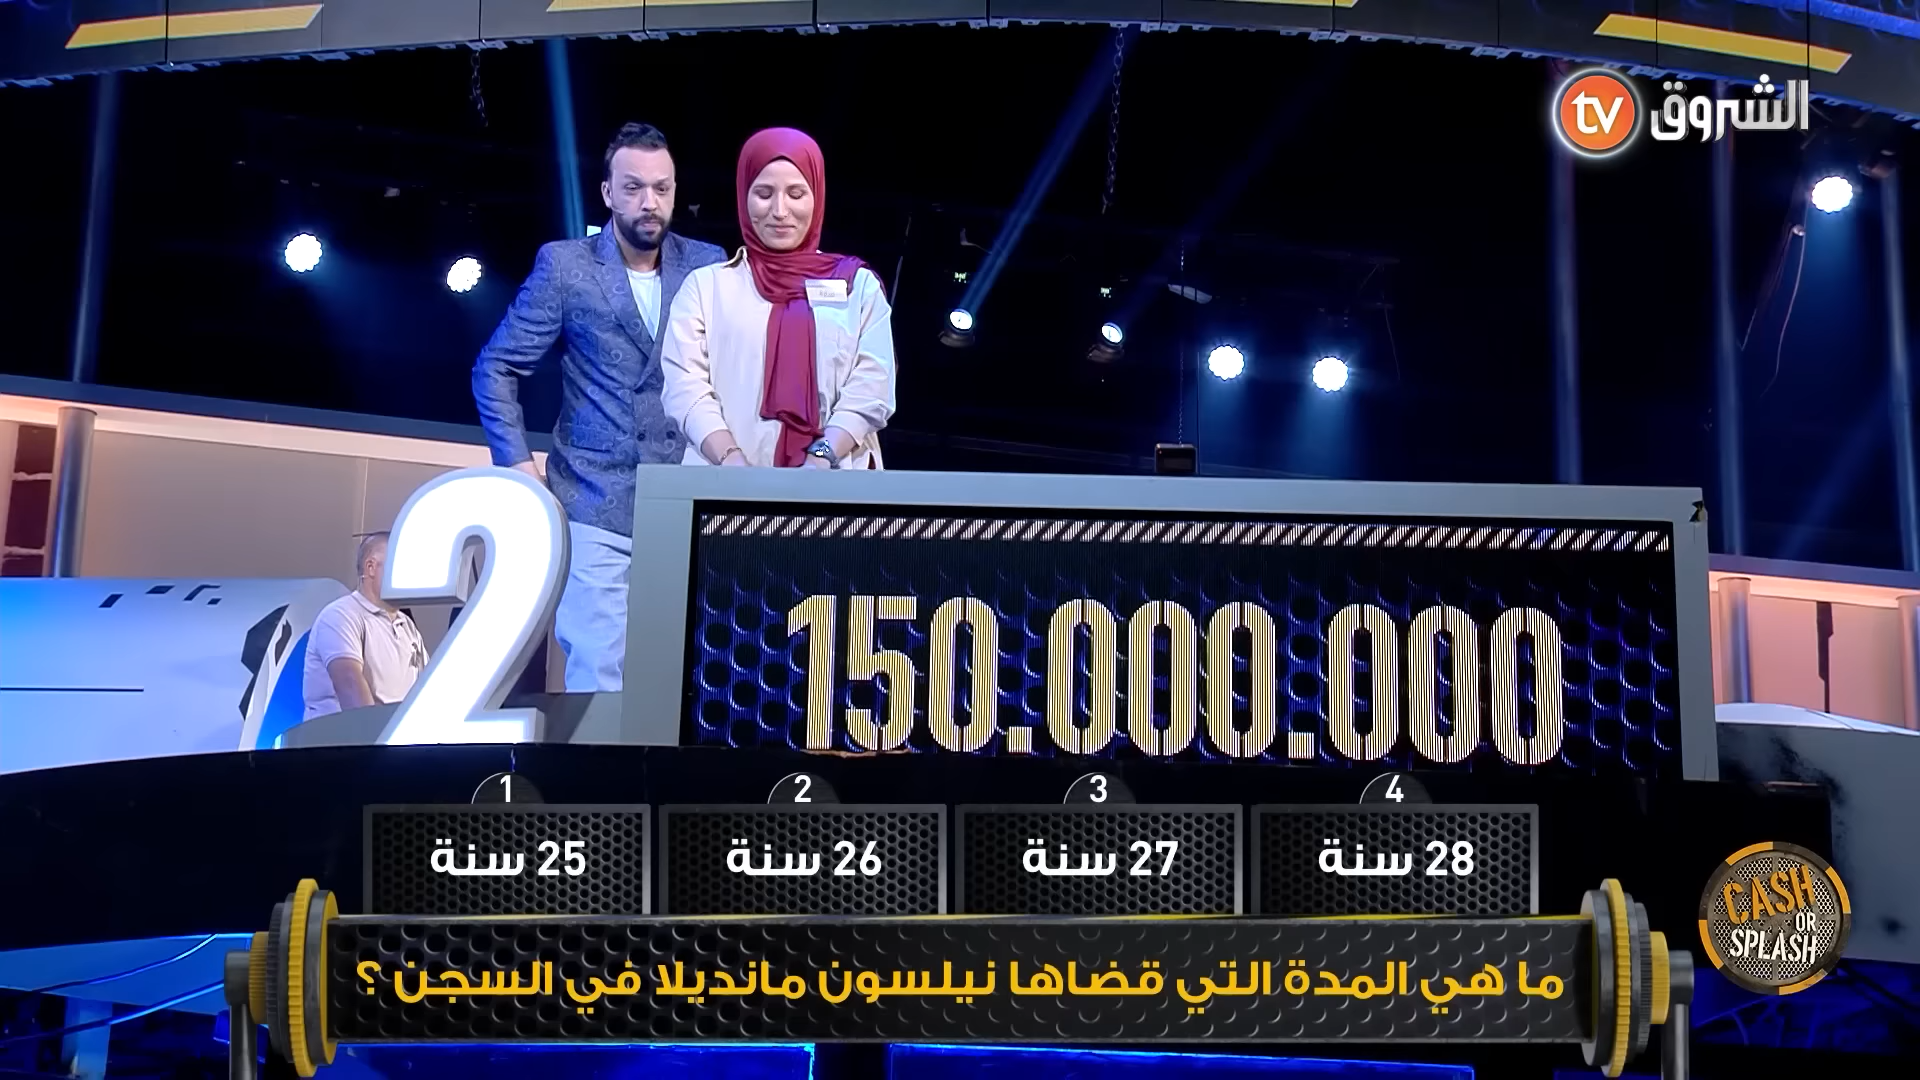 tv الشروق
2
150.000.000
1
2
3
4
25 سنة
26 سنة
27 سنة
28 سنة
CASH
OR
SPLASH
ما هي المدة التي قضاها نيلسون مانديلا في السجن ؟